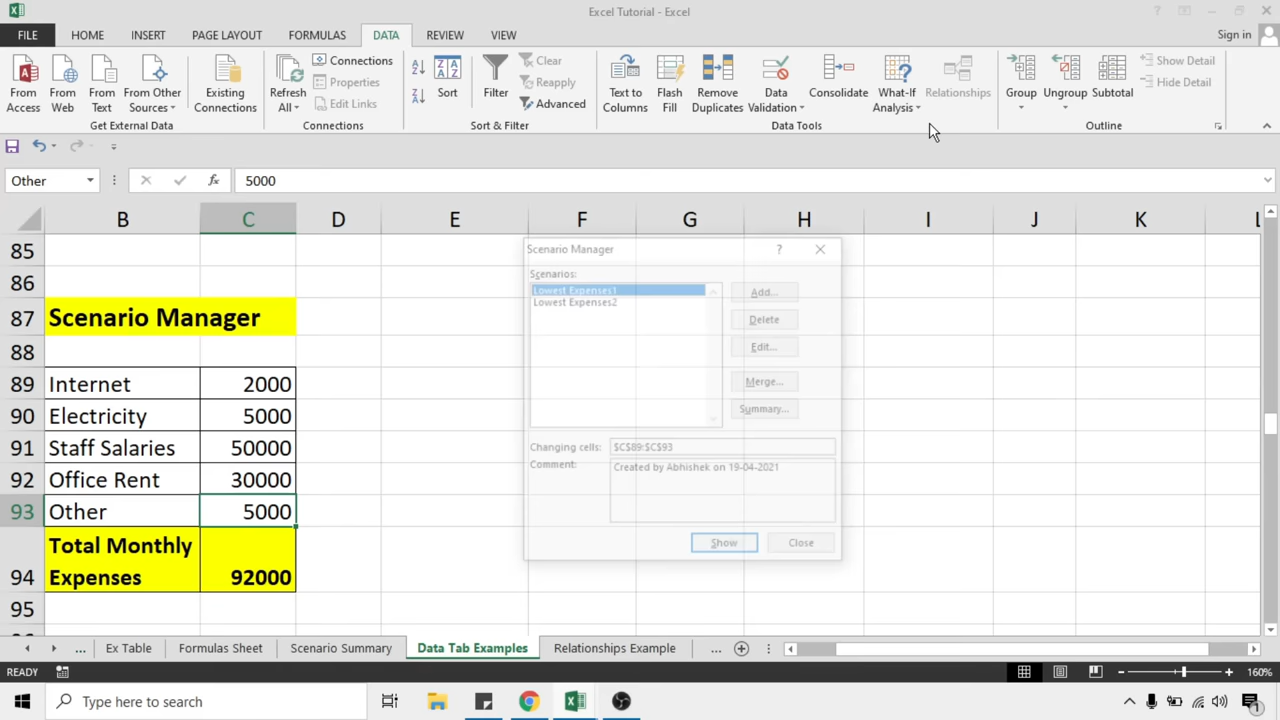 Excel Tutorial - Excel
FILE HOME INSERT PAGE LAYOUT FORMULAS DATA REVIEW VIEW Sign in
From Access
From Web
From Text
From Other Sources
Existing Connections
Refresh All
Connections
Properties
Edit Links
Sort
Filter
Clear
Reapply
Advanced
Text to Columns
Flash Fill
Remove Duplicates
Data Validation
Consolidate
What-If Analysis
Relationships
Group
Ungroup
Subtotal
Show Detail
Hide Detail
Get External Data Connections Sort & Filter Data Tools Outline
Other fx 5000
B C D E F G H I J K L
85
86
87 Scenario Manager
88
89 Internet 2000
90 Electricity 5000
91 Staff Salaries 50000
92 Office Rent 30000
93 Other 5000
Total Monthly
94 Expenses 92000
95
Scenario Manager ?
Scenarios:
Lowest Expenses1
Lowest Expenses2
Add...
Delete
Edit...
Merge...
Summary...
Changing cells: $C$89:$C$93
Comment: Created by Abhishek on 19-04-2021
Show Close
... Ex Table Formulas Sheet Scenario Summary Data Tab Examples Relationships Example ...
READY 160%
Type here to search 1